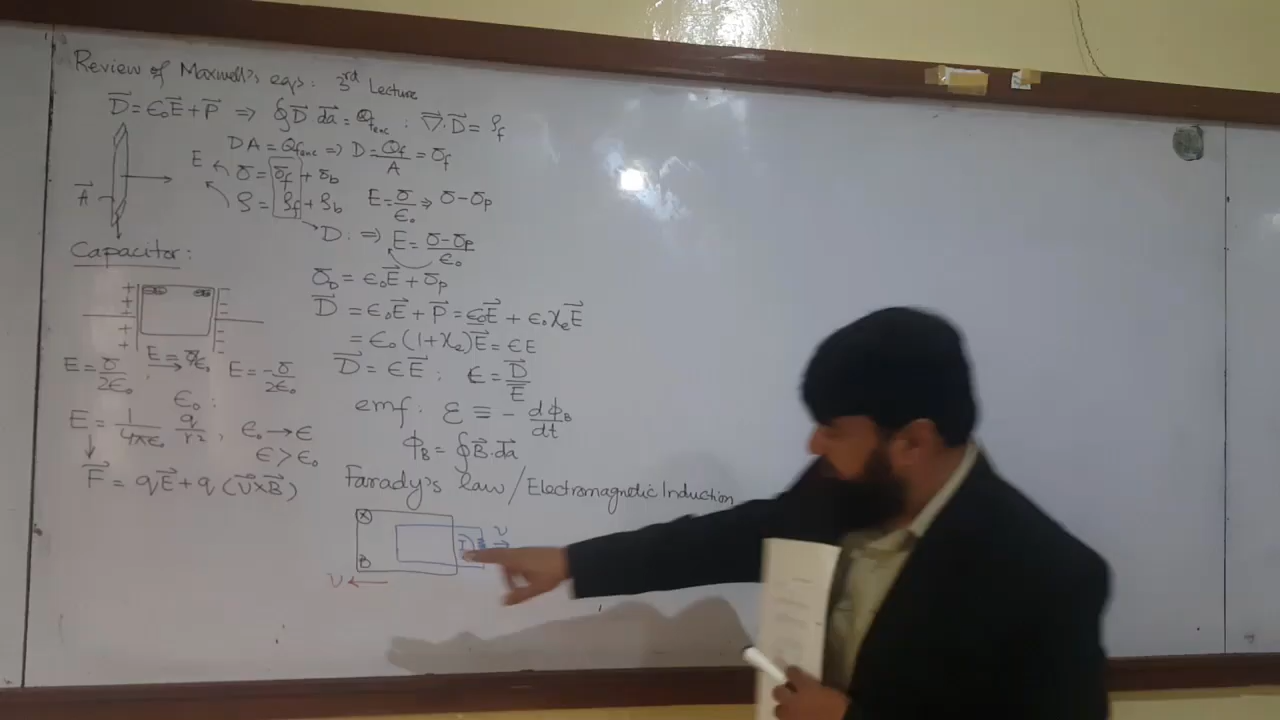 Review of Maxwell's eqs: 3rd Lecture
D⃗ = ϵ₀E⃗ + P⃗ ⇒ ∮D⃗ da⃗ = Q_fenc : ∇⃗.D⃗ = ρ_f
DA = Q_fenc ⇒ D = Q_f/A = σ_f
E
σ = σ_f + σ_b
A⃗
ρ = ρ_f + ρ_b E = σ/ϵ₀ ⇒ σ - σ_p
D : ⇒ E = σ-σ_p/ϵ₀
Capacitor:
σ_b = ϵ₀E⃗ + σ_p
D⃗ = ϵ₀E⃗ + P⃗ = ϵ₀E⃗ + ϵ₀χ_eE⃗
= ϵ₀(1+χ_e)E⃗ = ϵE
E = σ/2ϵ₀ , E = σ/ϵ₀ E = -σ/2ϵ₀
D⃗ = ϵE⃗ ; ϵ = D⃗/E⃗
ϵ₀ :
emf : ℰ ≡ - dϕ_B/dt
E = 1/4πϵ₀ q/r² , ϵ₀ → ϵ
ϵ > ϵ₀
ϕ_B = ∮B⃗.da⃗
F⃗ = qE⃗ + q(v⃗×B⃗)
Farady's law/Electromagnetic Induction
X
I v
B
v ←